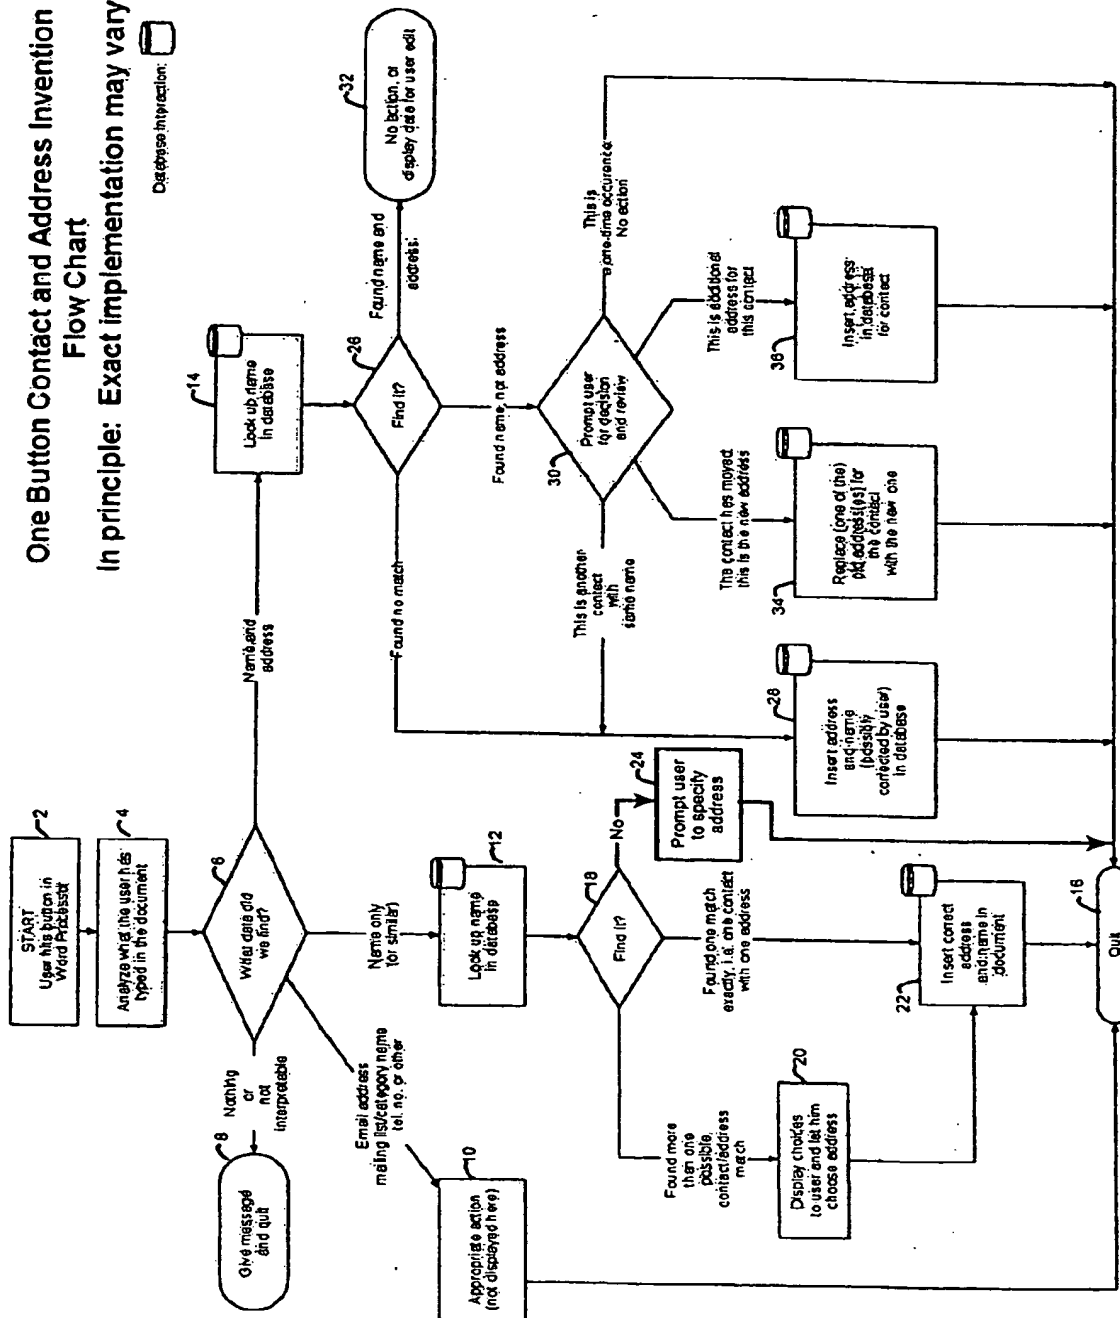 One Button Contact and Address Invention
Flow Chart
In principle: Exact implementation may vary
Database interaction:
2
START
User hits button in
Word Processor
4
Analyze what the user has
typed in the document
6
What data did
we find?
Nothing
or
not
interpretable
8
Give message
and quit
Email address
mailing list/category name
tel. no. or other
10
Appropriate action
(not displayed here)
Name only
(or similar)
12
Look up name
in database
Name and
address
14
Look up name
in database
18
Find it?
No
24
Prompt user
to specify
address
Found one match
exactly, i.e. one contact
with one address
Found more
than one
possible,
contact/address
match
20
Display choices
to user and let him
choose address
22
Insert correct
address
and name in
document
16
Quit
26
Find it?
Found name and
address:
32
No action, or
display data for user edit
Found no match
Found name, not address
30
Prompt user
for decision
and review
This is another
contact
with
same name
The contact has moved:
this is the new address
This is additional
address for
this contact
This is
a one-time occurence:
No action
28
Insert address
and name
(possibly
corrected by user)
in database
34
Replace (one of the)
old address(es) for
the contact
with the new one
36
Insert address
in database
for contact